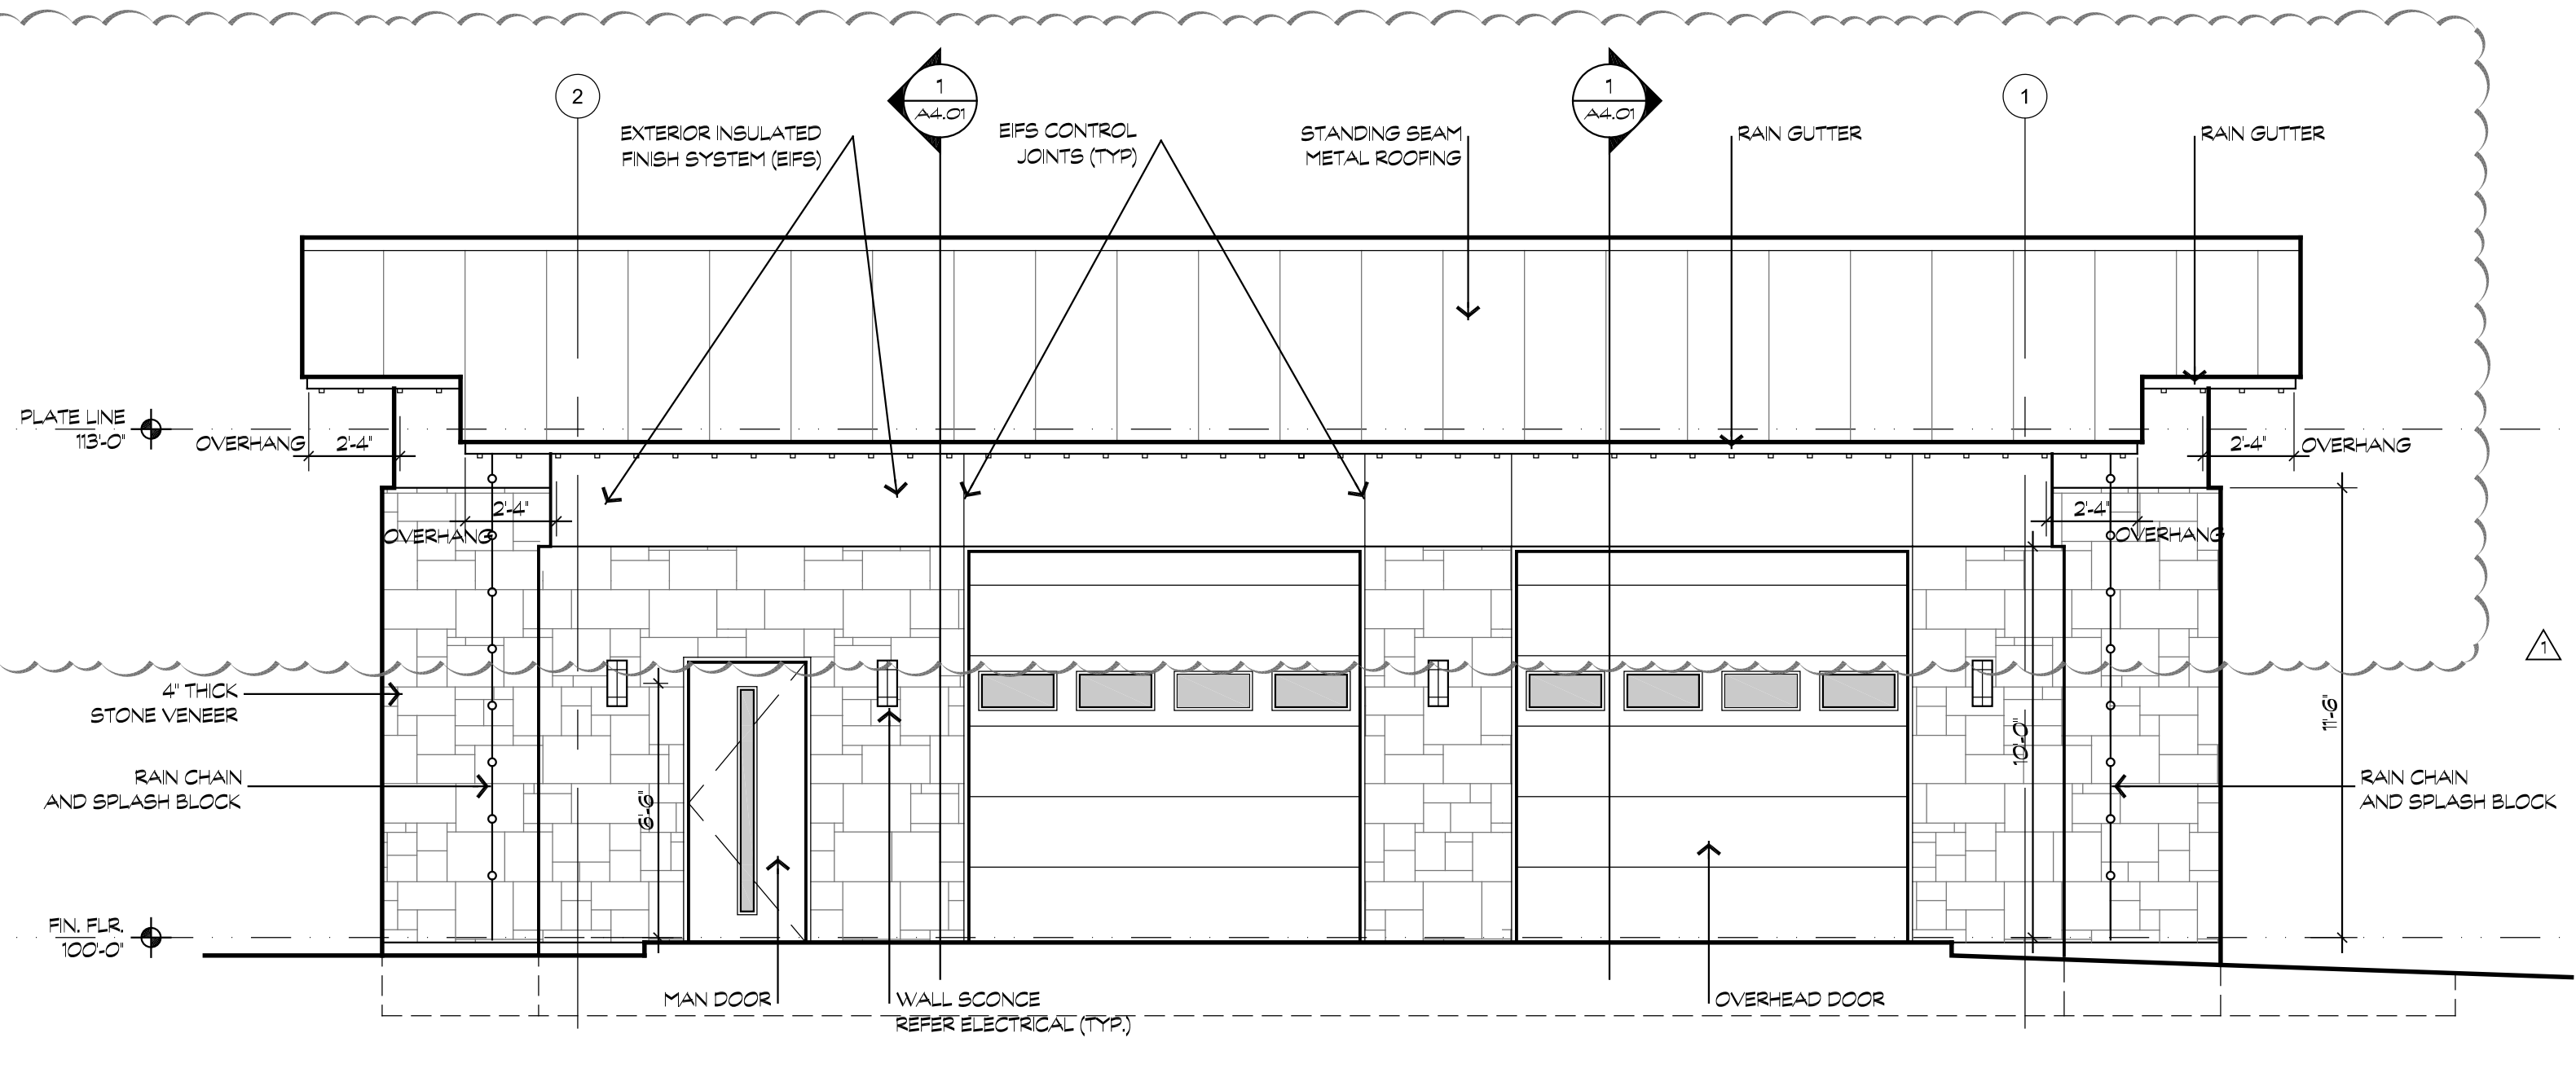 2
1
A4.01
1
A4.01
1
EXTERIOR INSULATED
FINISH SYSTEM (EIFS)
EIFS CONTROL
JOINTS (TYP)
STANDING SEAM
METAL ROOFING
RAIN GUTTER
RAIN GUTTER
PLATE LINE
113'-0"
OVERHANG
2'-4"
2'-4"
OVERHANG
2'-4"
OVERHANG
2'-4"
OVERHANG
1
4" THICK
STONE VENEER
RAIN CHAIN
AND SPLASH BLOCK
6'-6"
10'-0"
11'-6"
RAIN CHAIN
AND SPLASH BLOCK
FIN. FLR.
100'-0"
MAN DOOR
WALL SCONCE
REFER ELECTRICAL (TYP.)
OVERHEAD DOOR